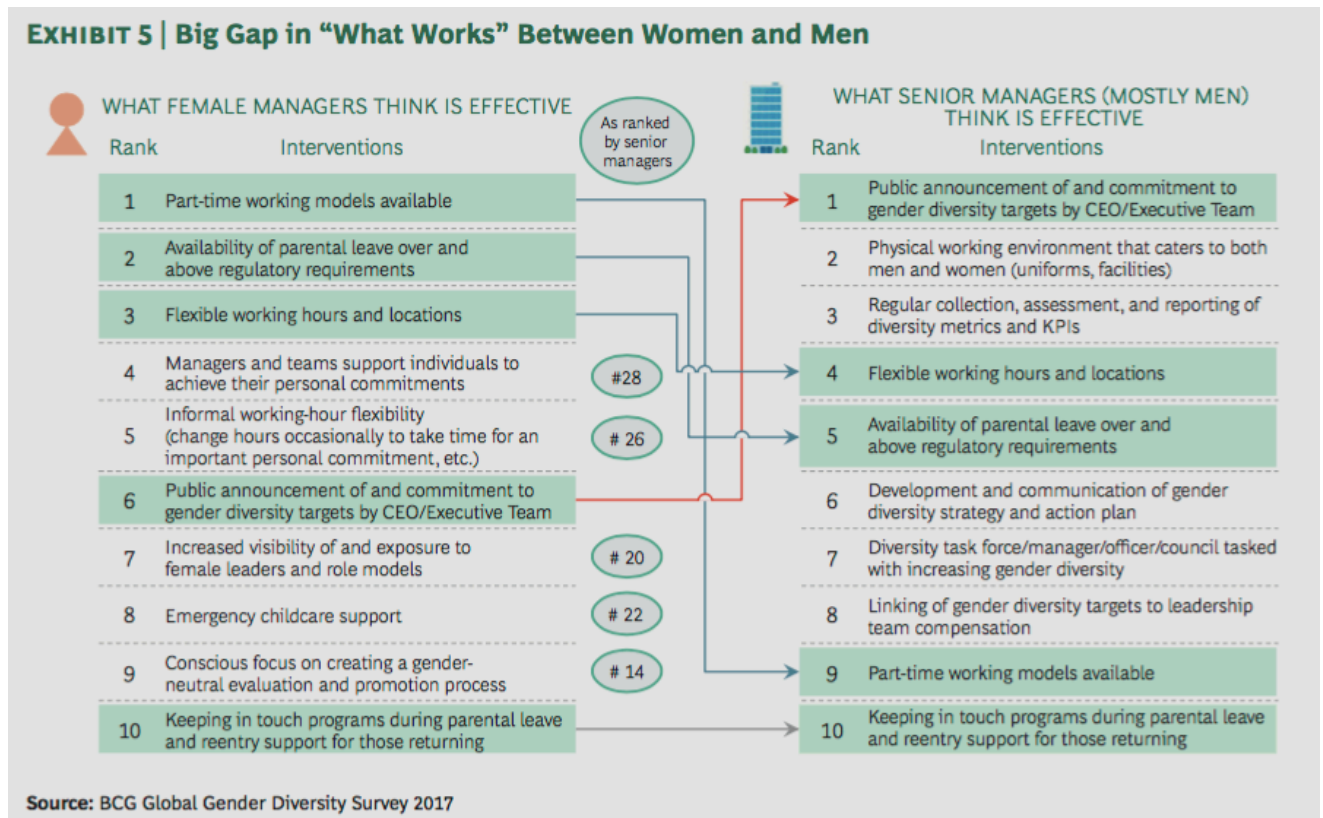 EXHIBIT 5 | Big Gap in “What Works” Between Women and Men
WHAT FEMALE MANAGERS THINK IS EFFECTIVE
Rank Interventions
1 Part-time working models available
2 Availability of parental leave over and
above regulatory requirements
3 Flexible working hours and locations
4 Managers and teams support individuals to
achieve their personal commitments
5 Informal working-hour flexibility
(change hours occasionally to take time for an
important personal commitment, etc.)
6 Public announcement of and commitment to
gender diversity targets by CEO/Executive Team
7 Increased visibility of and exposure to
female leaders and role models
8 Emergency childcare support
9 Conscious focus on creating a gender-
neutral evaluation and promotion process
10 Keeping in touch programs during parental leave
and reentry support for those returning
As ranked
by senior
managers
#28
# 26
# 20
# 22
# 14
WHAT SENIOR MANAGERS (MOSTLY MEN)
THINK IS EFFECTIVE
Rank Interventions
1 Public announcement of and commitment to
gender diversity targets by CEO/Executive Team
2 Physical working environment that caters to both
men and women (uniforms, facilities)
3 Regular collection, assessment, and reporting of
diversity metrics and KPIs
4 Flexible working hours and locations
5 Availability of parental leave over and
above regulatory requirements
6 Development and communication of gender
diversity strategy and action plan
7 Diversity task force/manager/officer/council tasked
with increasing gender diversity
8 Linking of gender diversity targets to leadership
team compensation
9 Part-time working models available
10 Keeping in touch programs during parental leave
and reentry support for those returning
Source: BCG Global Gender Diversity Survey 2017